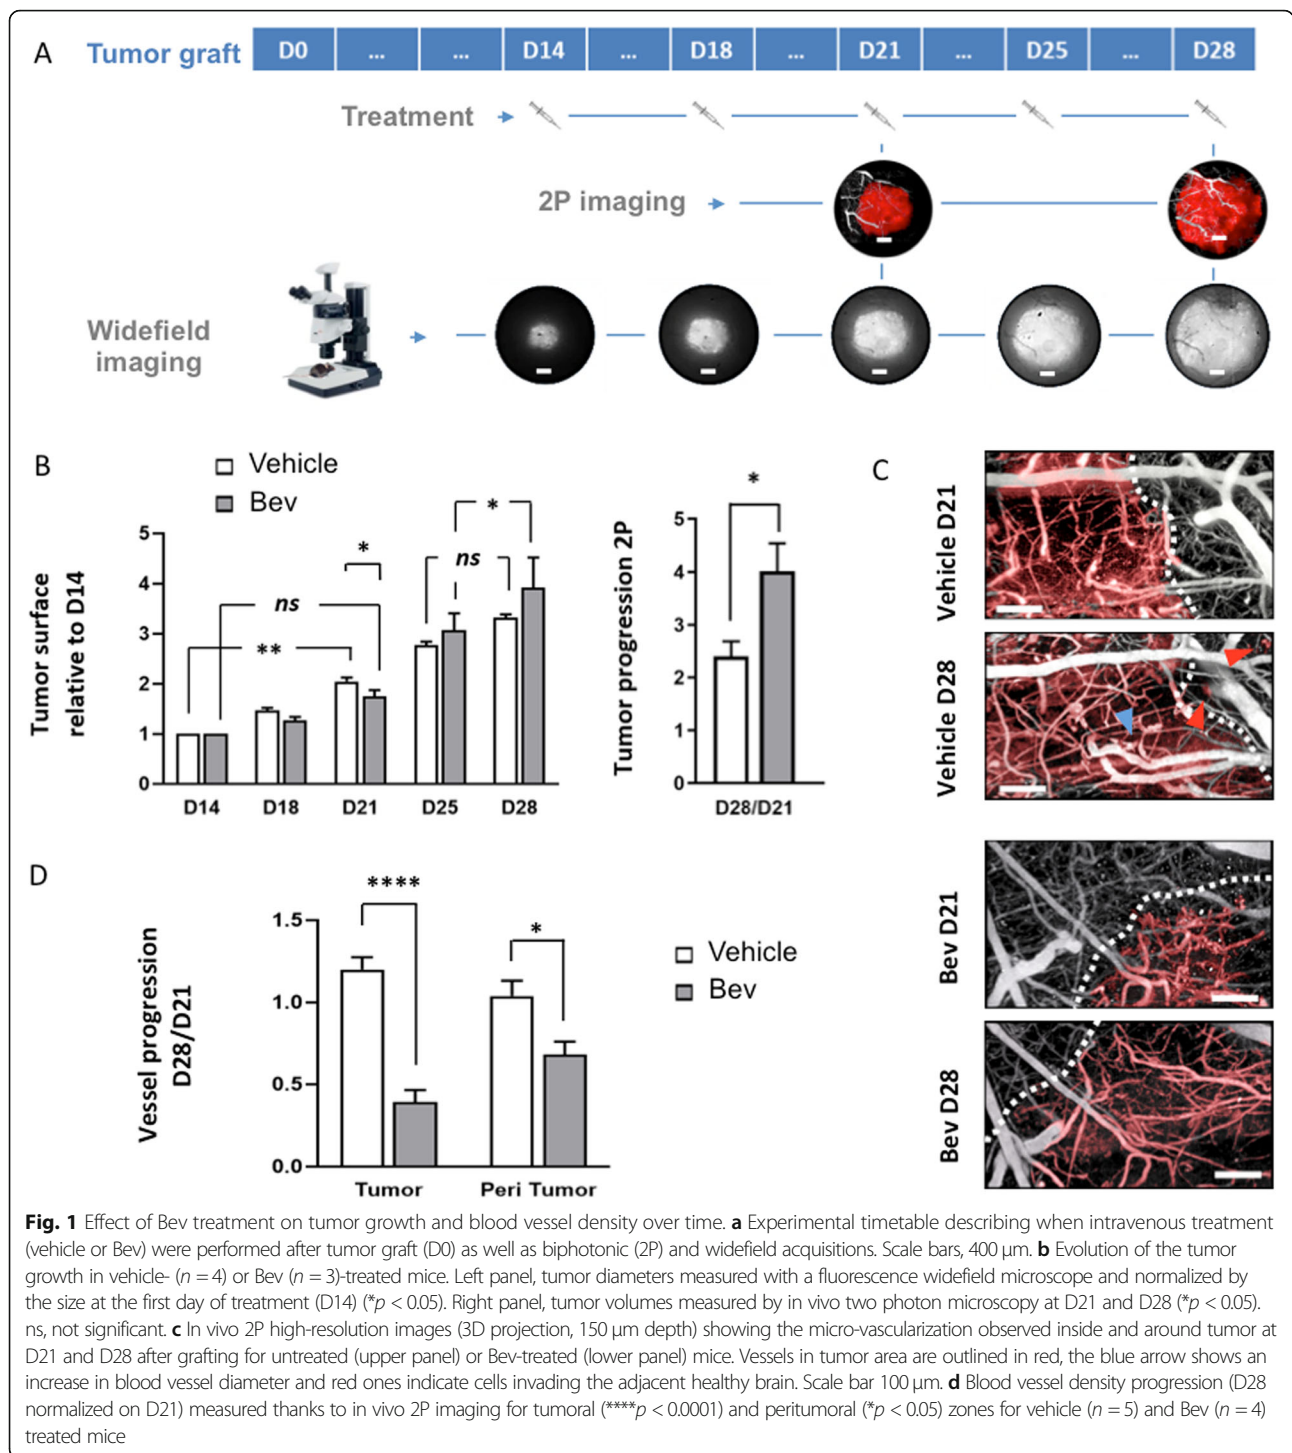 A
Tumor graft D0 ... ... D14 ... D18 ... D21 ... D25 ... D28
Treatment
2P imaging
Widefield
imaging
B
Vehicle
Bev
Tumor surface
relative to D14
5
4
3
2
1
0
**
ns
*
ns
*
D14 D18 D21 D25 D28
Tumor progression 2P
5
4
3
2
1
0
*
D28/D21
C
Vehicle D21
Vehicle D28
Bev D21
Bev D28
D
Vessel progression
D28/D21
1.5
1.0
0.5
0.0
****
*
Tumor Peri Tumor
Vehicle
Bev
Fig. 1 Effect of Bev treatment on tumor growth and blood vessel density over time. a Experimental timetable describing when intravenous treatment
(vehicle or Bev) were performed after tumor graft (D0) as well as biphotonic (2P) and widefield acquisitions. Scale bars, 400 μm. b Evolution of the tumor
growth in vehicle- (n = 4) or Bev (n = 3)-treated mice. Left panel, tumor diameters measured with a fluorescence widefield microscope and normalized by
the size at the first day of treatment (D14) (*p < 0.05). Right panel, tumor volumes measured by in vivo two photon microscopy at D21 and D28 (*p < 0.05).
ns, not significant. c In vivo 2P high-resolution images (3D projection, 150 μm depth) showing the micro-vascularization observed inside and around tumor at
D21 and D28 after grafting for untreated (upper panel) or Bev-treated (lower panel) mice. Vessels in tumor area are outlined in red, the blue arrow shows an
increase in blood vessel diameter and red ones indicate cells invading the adjacent healthy brain. Scale bar 100 μm. d Blood vessel density progression (D28
normalized on D21) measured thanks to in vivo 2P imaging for tumoral (****p < 0.0001) and peritumoral (*p < 0.05) zones for vehicle (n = 5) and Bev (n = 4)
treated mice